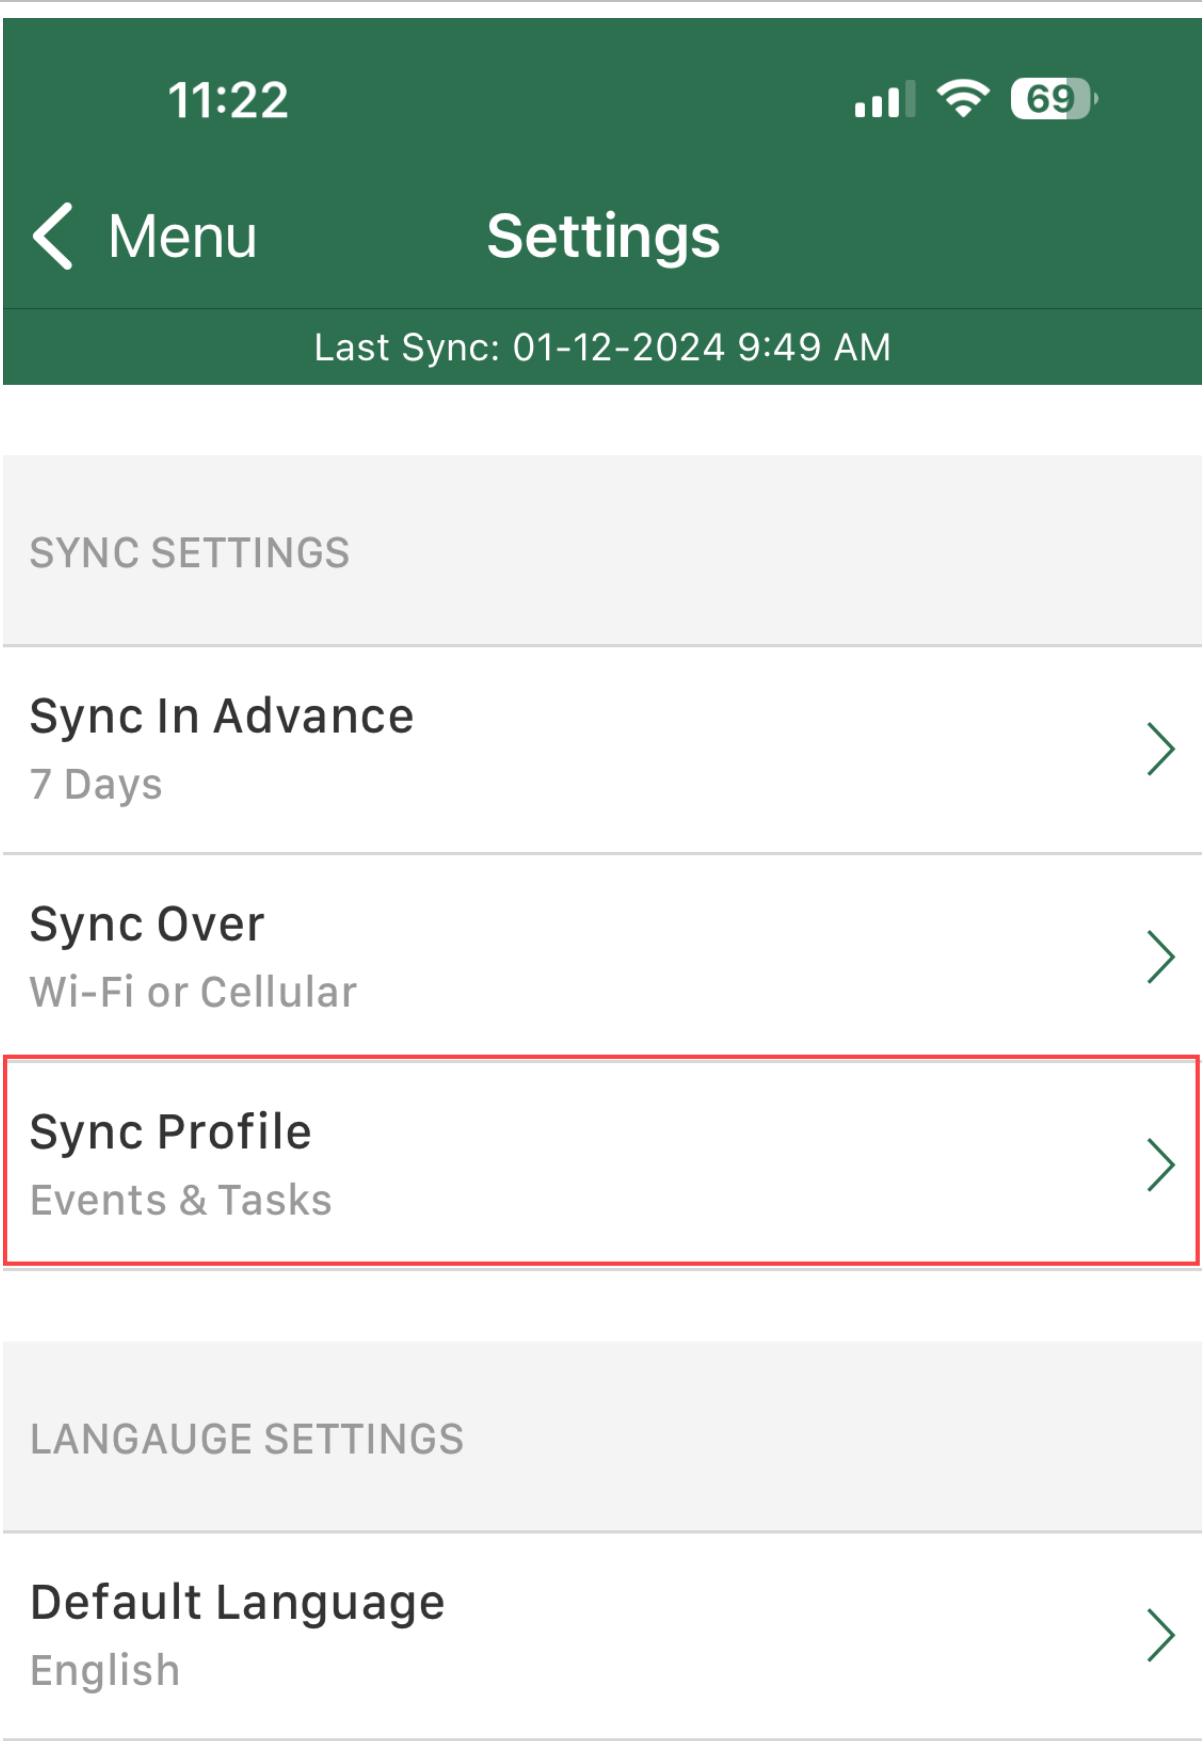 11:22 69
Menu Settings
Last Sync: 01-12-2024 9:49 AM
SYNC SETTINGS
Sync In Advance
7 Days
Sync Over
Wi-Fi or Cellular
Sync Profile
Events & Tasks
LANGAUGE SETTINGS
Default Language
English